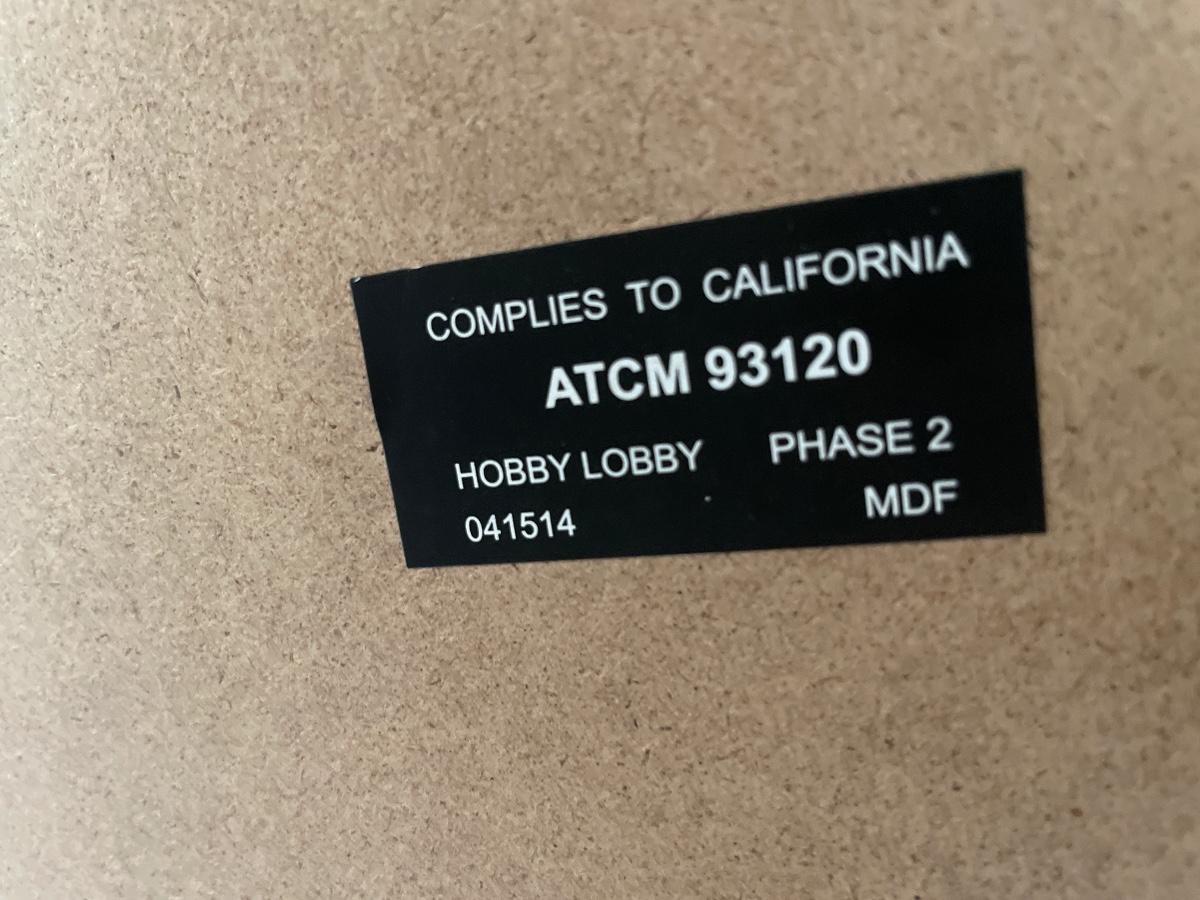 COMPLIES TO CALIFORNIA
ATCM 93120
HOBBY LOBBY PHASE 2
041514 MDF